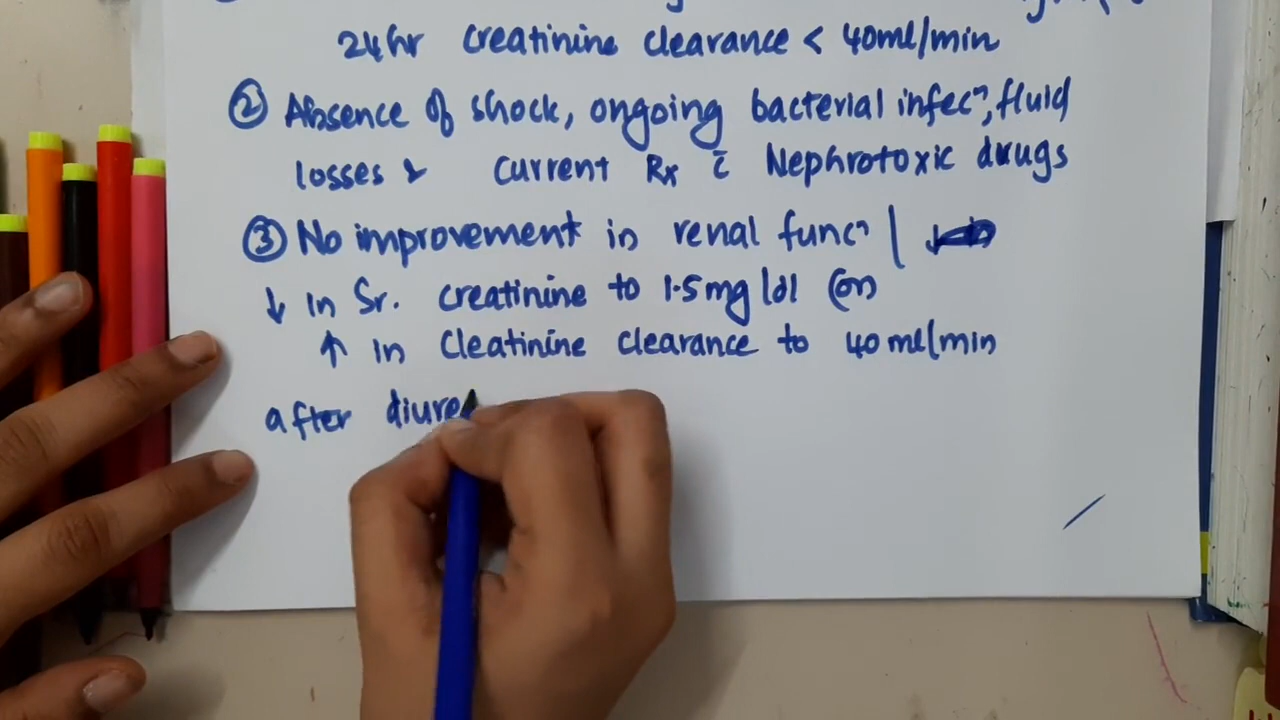 24hr creatinine clearance < 40ml/min
② Absence of shock, ongoing bacterial infecⁿ, fluid
losses & current Rx c̄ Nephrotoxic drugs
③ No improvement in renal funcⁿ |
↓ in Sr. creatinine to 1.5mg/dl (or)
↑ in Cleatinine clearance to 40ml/min
after diure